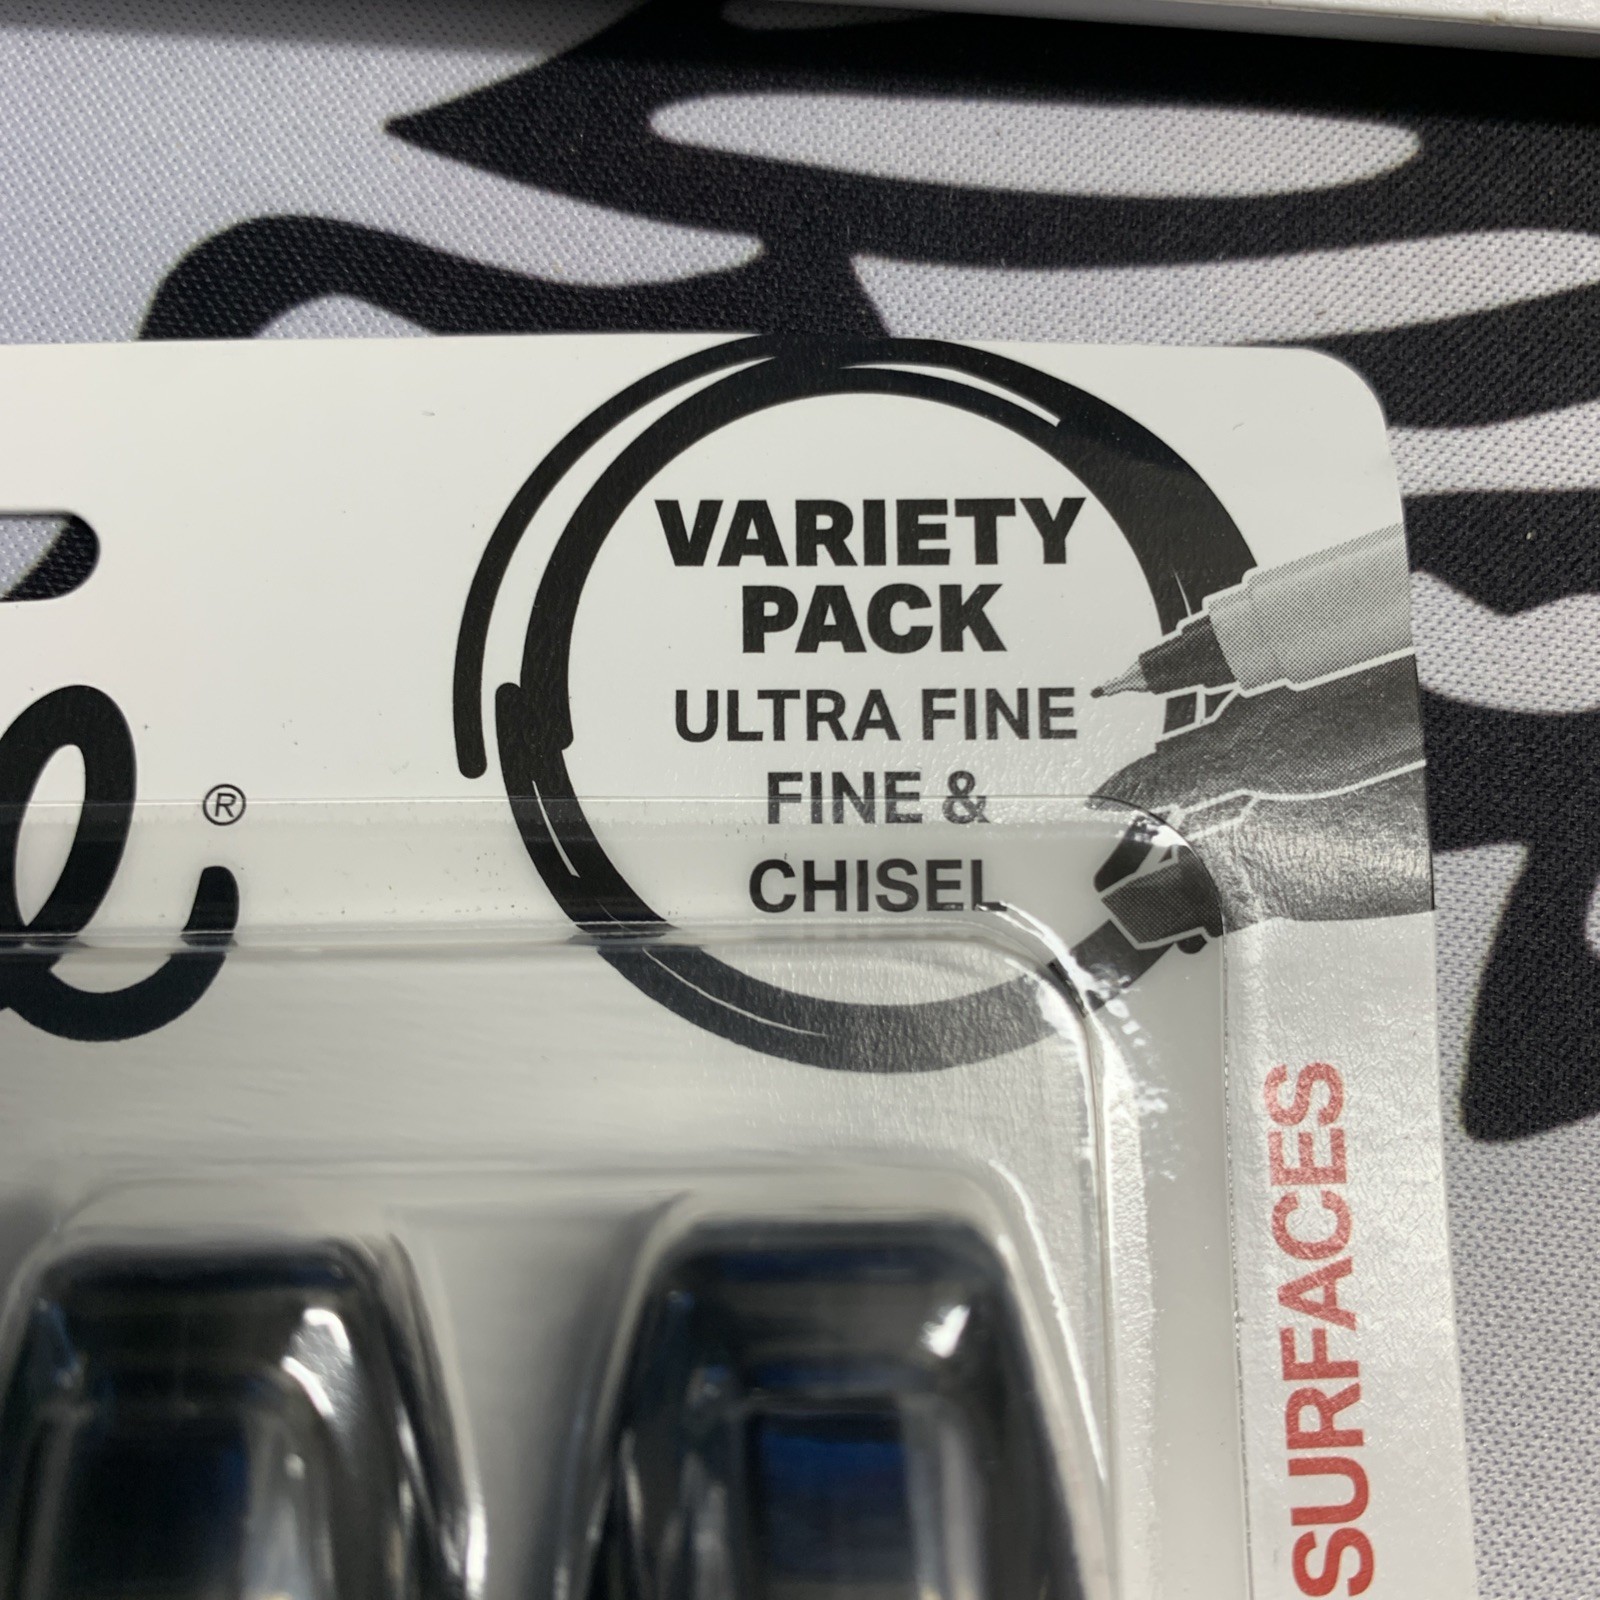 VARIETY
PACK
ULTRA FINE
FINE &
CHISEL
®
SURFACES